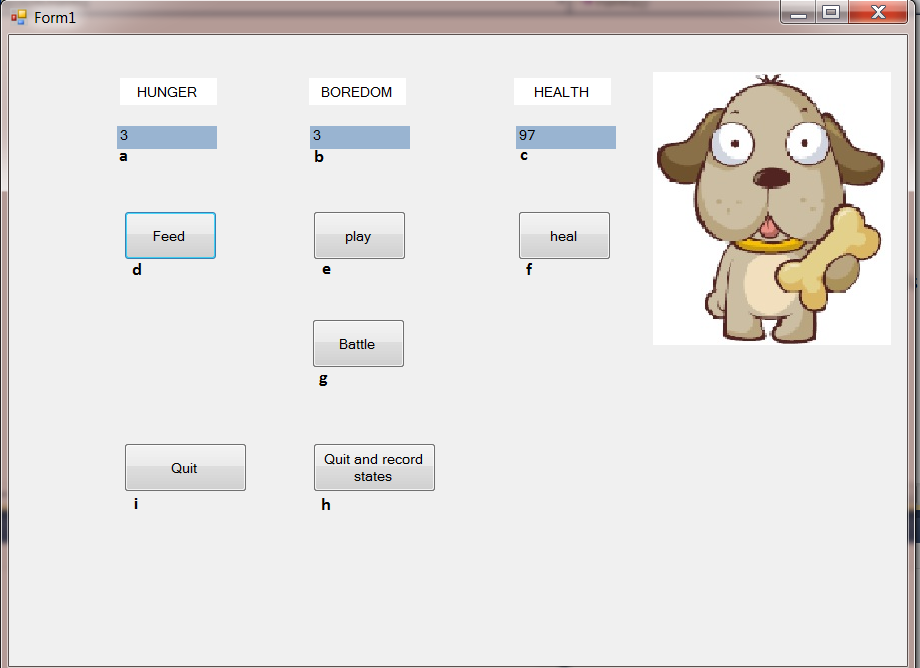 Form1
HUNGER BOREDOM HEALTH
3 3 97
a b c
Feed play heal
d e f
Battle
g
Quit Quit and record
states
i h